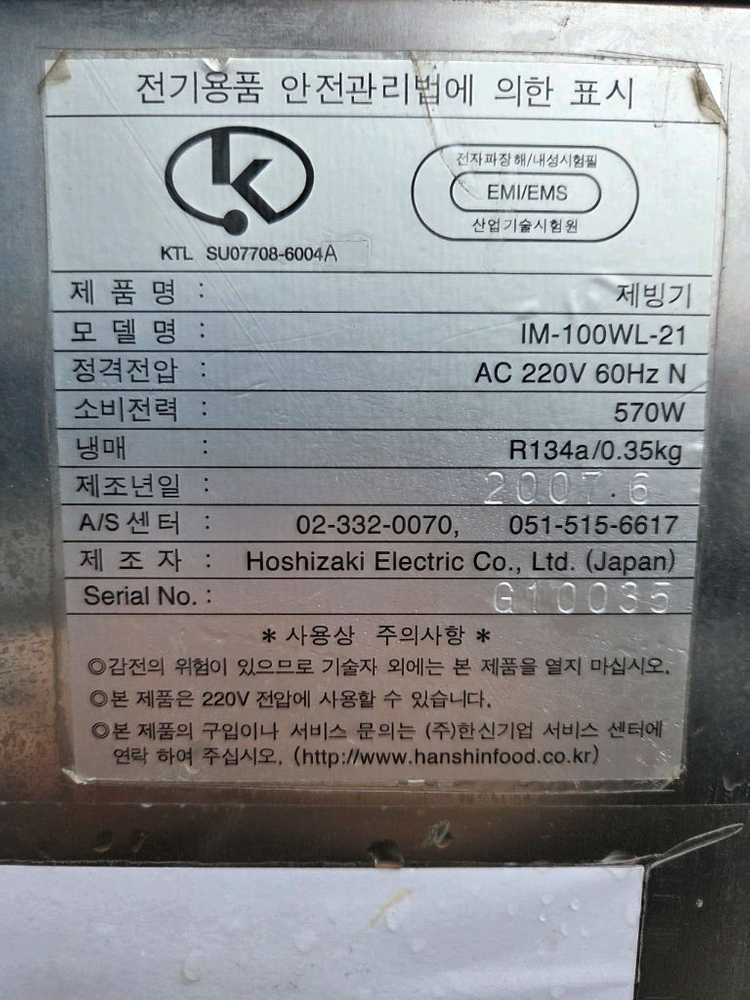 전기용품 안전관리법에 의한 표시
전자파장해/내성시험필
EMI/EMS
산업기술시험원
KTL SU07708-6004A
제 품 명 : 제빙기
모 델 명 : IM-100WL-21
정격전압 : AC 220V 60Hz N
소비전력 : 570W
냉매 : R134a/0.35kg
제조년일 : 2007.6
A/S센터 : 02-332-0070, 051-515-6617
제 조 자 : Hoshizaki Electric Co., Ltd. (Japan)
Serial No. : G10035
* 사용상 주의사항 *
◎감전의 위험이 있으므로 기술자 외에는 본 제품을 열지 마십시오.
◎본 제품은 220V 전압에 사용할 수 있습니다.
◎본 제품의 구입이나 서비스 문의는 (주)한신기업 서비스 센터에
연락 하여 주십시오. (http://www.hanshinfood.co.kr)